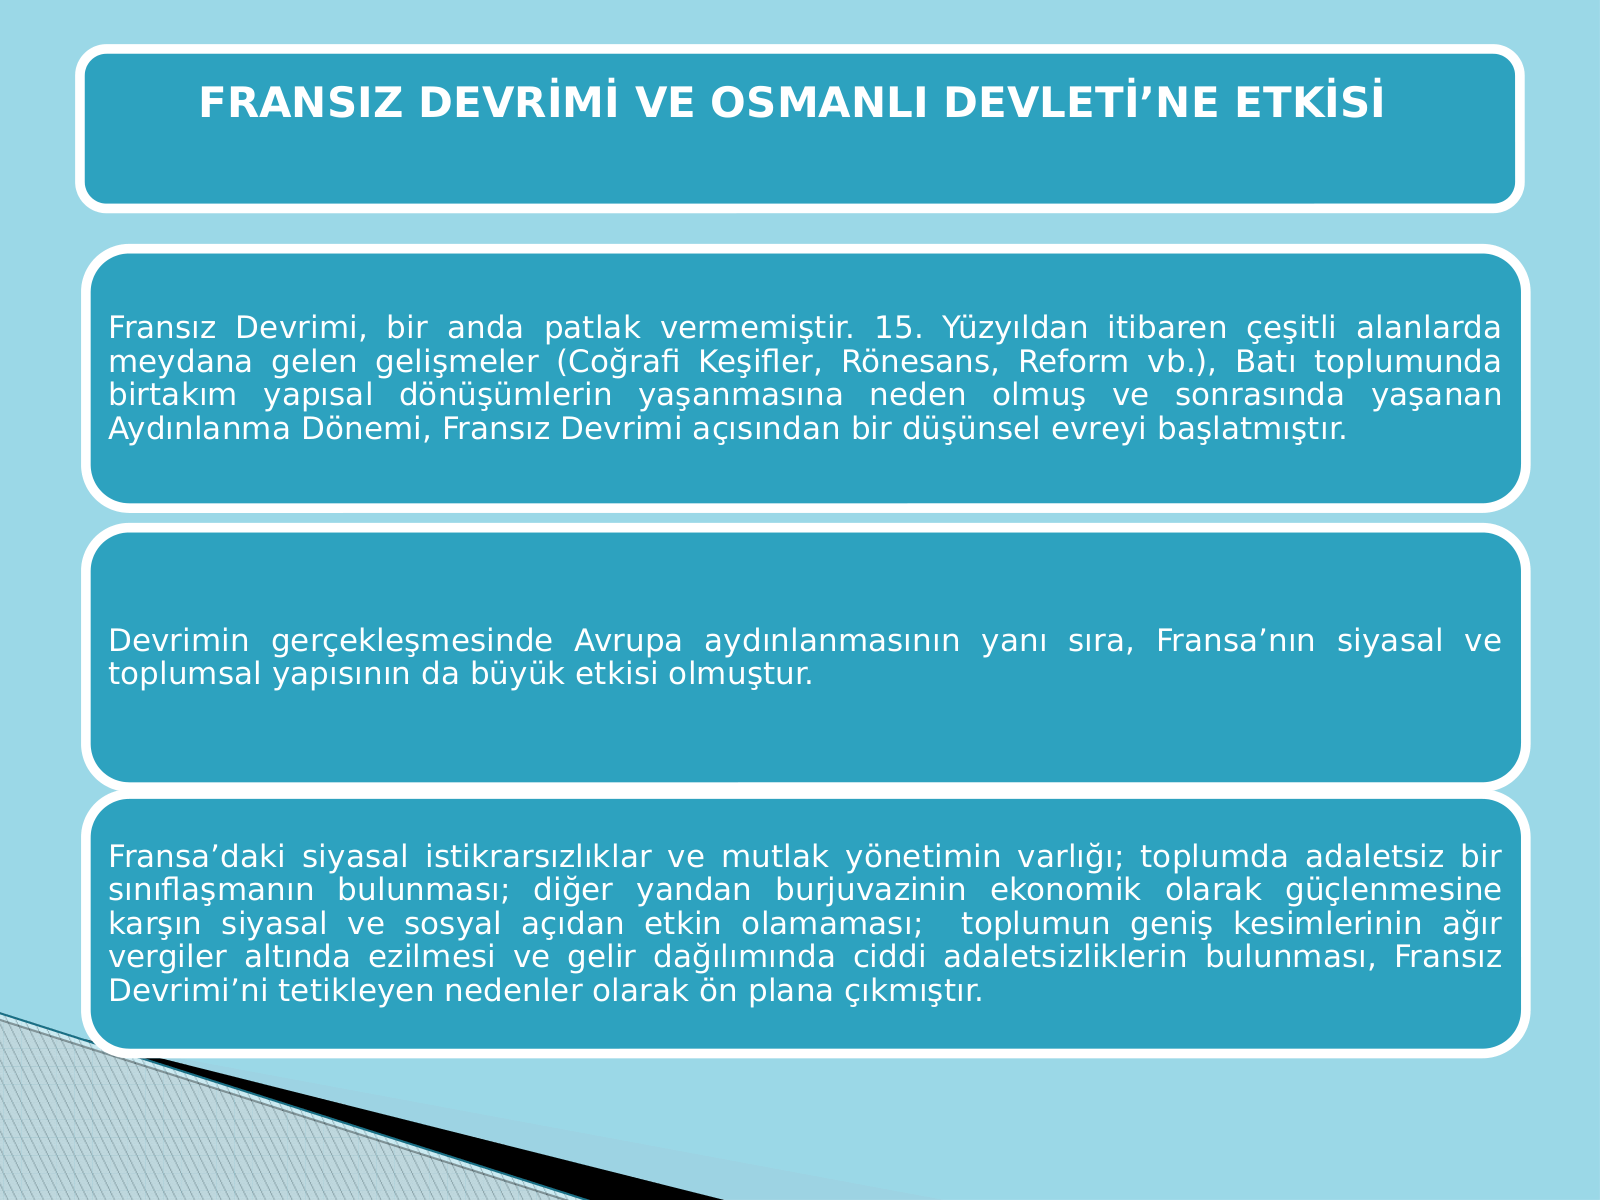 FRANSIZ DEVRİMİ VE OSMANLI DEVLETİ’NE ETKİSİ
Fransız Devrimi, bir anda patlak vermemiştir. 15. Yüzyıldan itibaren çeşitli alanlarda
meydana gelen gelişmeler (Coğrafi Keşifler, Rönesans, Reform vb.), Batı toplumunda
birtakım yapısal dönüşümlerin yaşanmasına neden olmuş ve sonrasında yaşanan
Aydınlanma Dönemi, Fransız Devrimi açısından bir düşünsel evreyi başlatmıştır.
Devrimin gerçekleşmesinde Avrupa aydınlanmasının yanı sıra, Fransa’nın siyasal ve
toplumsal yapısının da büyük etkisi olmuştur.
Fransa’daki siyasal istikrarsızlıklar ve mutlak yönetimin varlığı; toplumda adaletsiz bir
sınıflaşmanın bulunması; diğer yandan burjuvazinin ekonomik olarak güçlenmesine
karşın siyasal ve sosyal açıdan etkin olamaması; toplumun geniş kesimlerinin ağır
vergiler altında ezilmesi ve gelir dağılımında ciddi adaletsizliklerin bulunması, Fransız
Devrimi’ni tetikleyen nedenler olarak ön plana çıkmıştır.